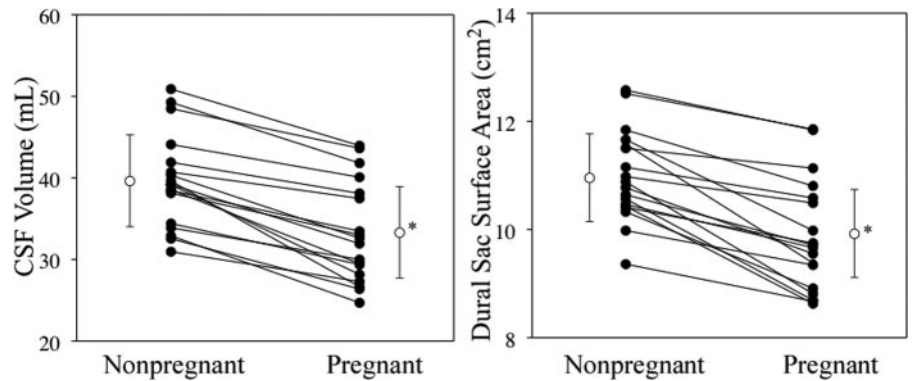 CSF Volume (mL)
60
50
40
30
20
*
Nonpregnant Pregnant
Dural Sac Surface Area (cm²)
14
12
10
8
*
Nonpregnant Pregnant